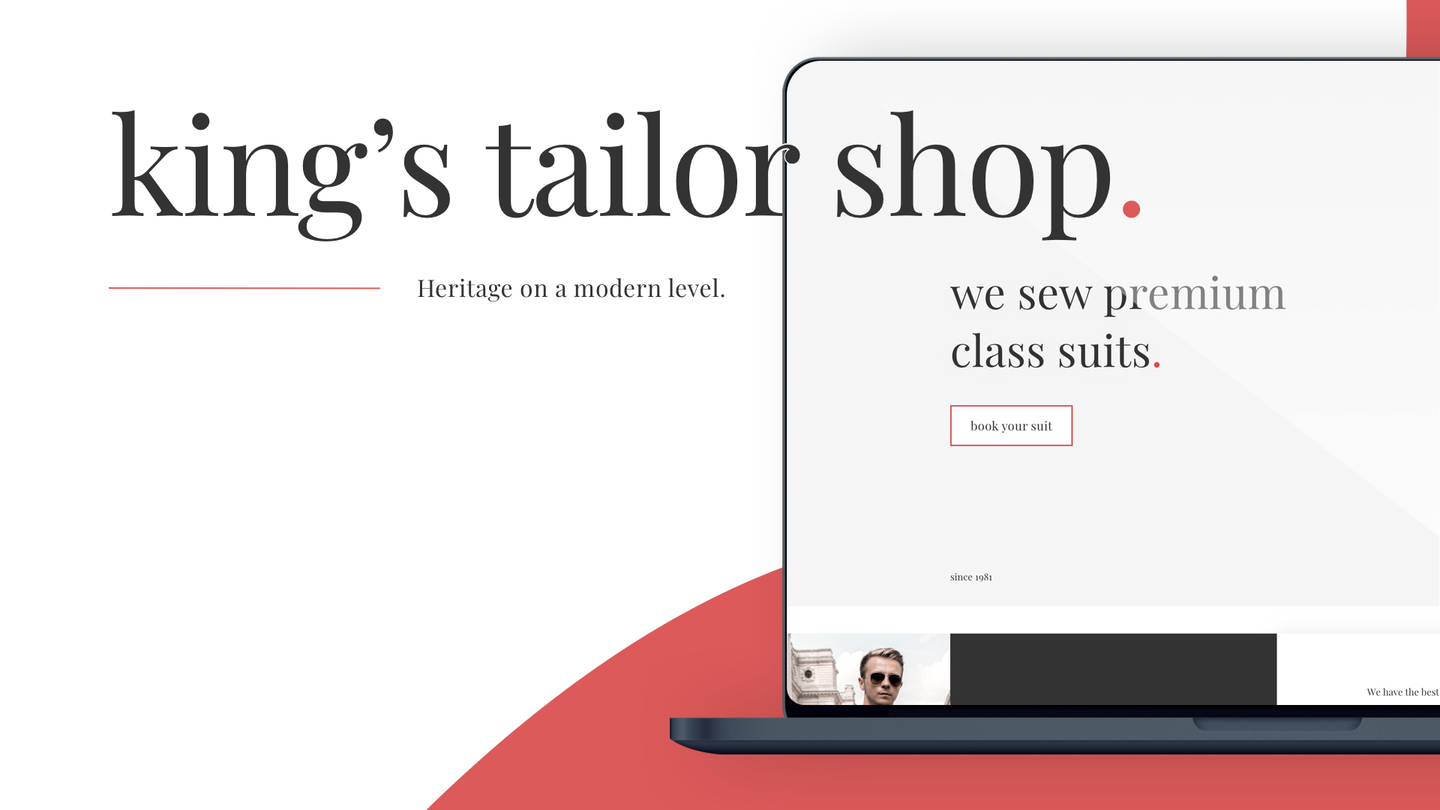 king’s tailor shop.
Heritage on a modern level.
we sew premium
class suits.
book your suit
since 1981
We have the best